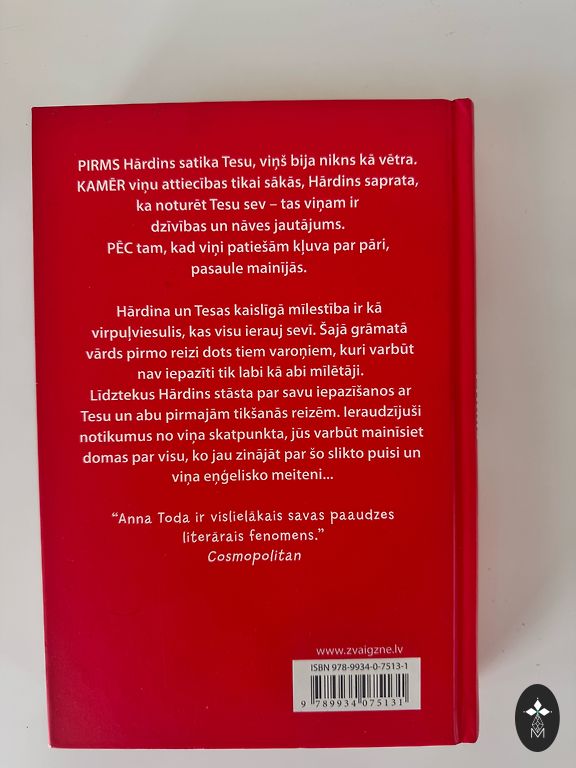 PIRMS Hārdins satika Tesu, viņš bija nikns kā vētra.
KAMĒR viņu attiecības tikai sākās, Hārdins saprata,
ka noturēt Tesu sev – tas viņam ir
dzīvības un nāves jautājums.
PĒC tam, kad viņi patiešām kļuva par pāri,
pasaule mainījās.
Hārdina un Tesas kaislīgā mīlestība ir kā
virpuļviesulis, kas visu ierauj sevī. Šajā grāmatā
vārds pirmo reizi dots tiem varoņiem, kuri varbūt
nav iepazīti tik labi kā abi mīlētāji.
Līdztekus Hārdins stāsta par savu iepazīšanos ar
Tesu un abu pirmajām tikšanās reizēm. Ieraudzījuši
notikumus no viņa skatpunkta, jūs varbūt mainīsiet
domas par visu, ko jau zinājāt par šo slikto puisi un
viņa eņģelisko meiteni...
“Anna Toda ir vislielākais savas paaudzes
literārais fenomens.”
Cosmopolitan
www.zvaigzne.lv
ISBN 978-9934-0-7513-1
9 789934 075131
M